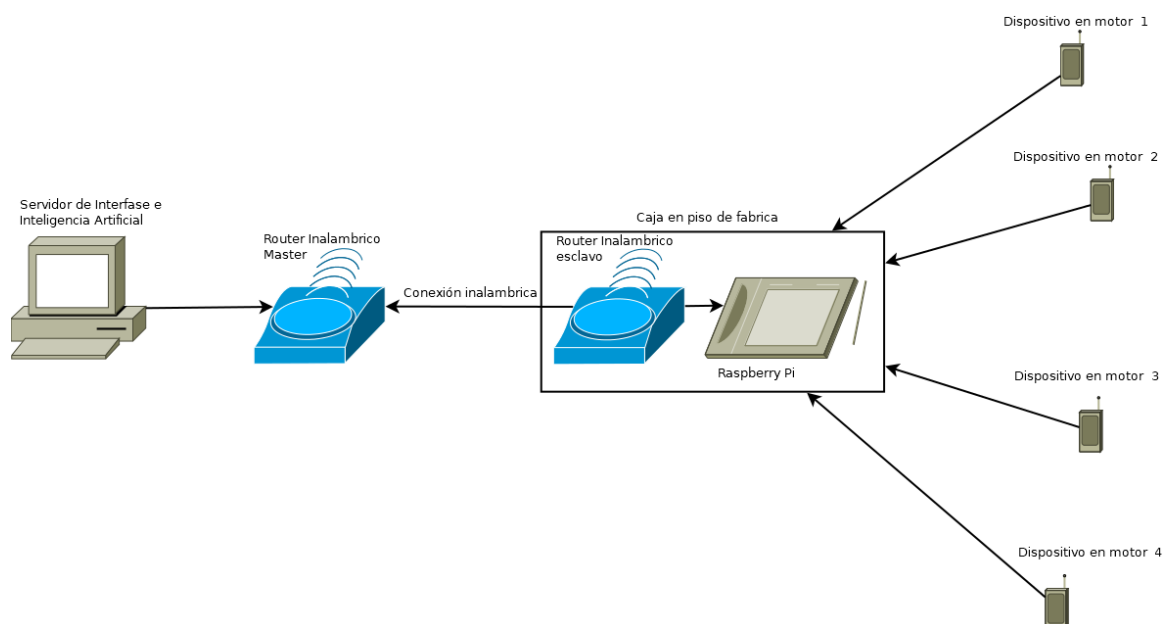 Dispositivo en motor 1
Dispositivo en motor 2
Servidor de Interfase e
Inteligencia Artificial
Caja en piso de fabrica
Router Inalambrico
Master
Router Inalambrico
esclavo
Conexión inalambrica
Raspberry Pi
Dispositivo en motor 3
Dispositivo en motor 4